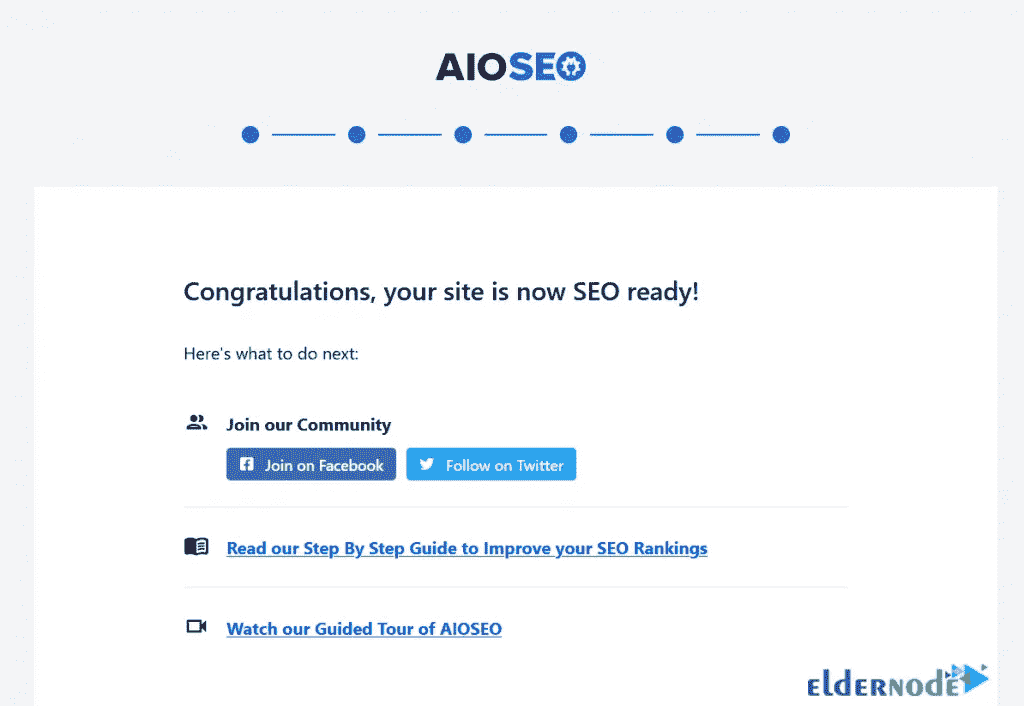 AIOSEO
Congratulations, your site is now SEO ready!
Here's what to do next:
Join our Community
Join on Facebook Follow on Twitter
Read our Step By Step Guide to Improve your SEO Rankings
Watch our Guided Tour of AIOSEO
ELDERNODE